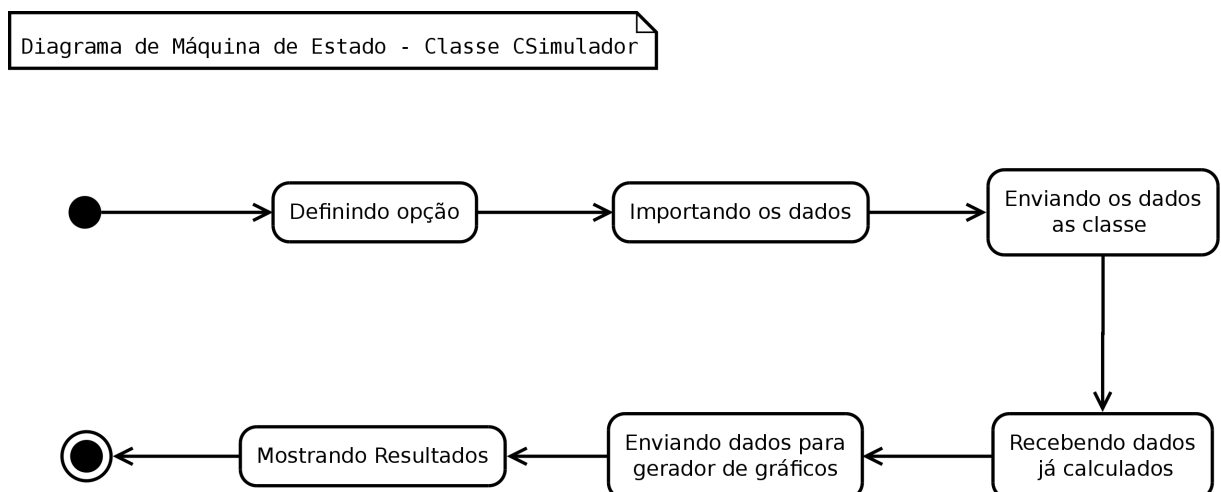 Diagrama de Máquina de Estado - Classe CSimulador
Definindo opção
Importando os dados
Enviando os dados
as classe
Recebendo dados
já calculados
Enviando dados para
gerador de gráficos
Mostrando Resultados